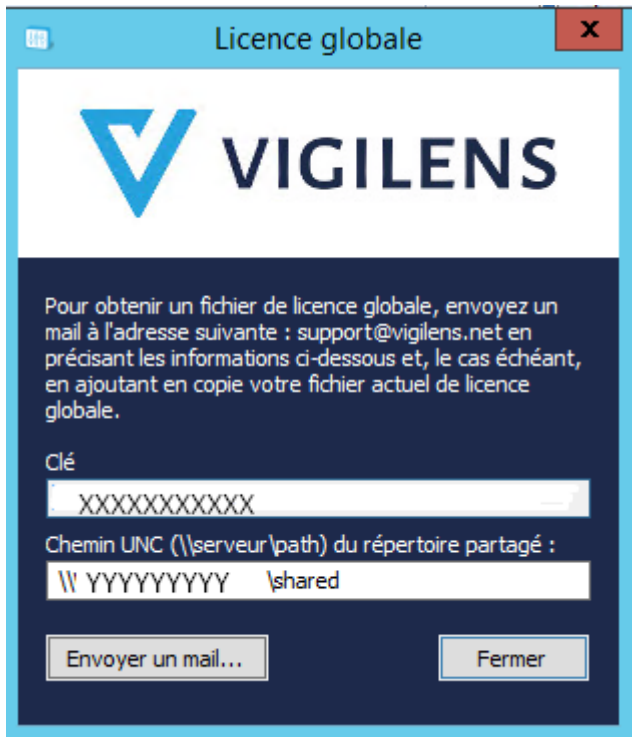 Licence globale
x
VIGILENS
Pour obtenir un fichier de licence globale, envoyez un
mail à l'adresse suivante : support@vigilens.net en
précisant les informations ci-dessous et, le cas échéant,
en ajoutant en copie votre fichier actuel de licence
globale.
Clé
XXXXXXXXXXX
Chemin UNC (\\serveur\path) du répertoire partagé :
\\ YYYYYYYYY \shared
Envoyer un mail...
Fermer